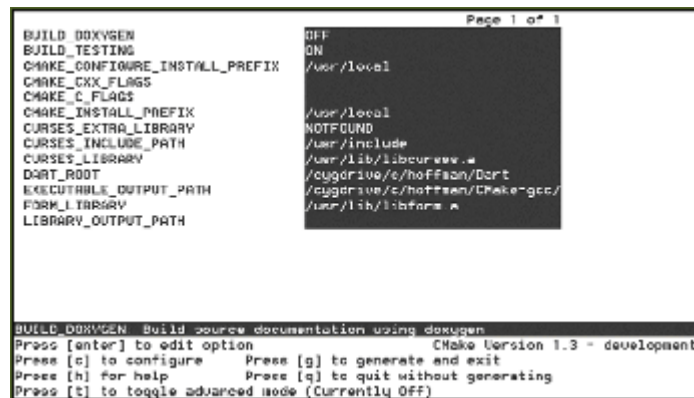 Page 1 of 1
BUILD_DOXYGEN OFF
BUILD_TESTING ON
CMAKE_CONFIGURE_INSTALL_PREFIX /usr/local
CMAKE_CXX_FLAGS
CMAKE_C_FLAGS
CMAKE_INSTALL_PREFIX /usr/local
CURSES_EXTRA_LIBRARY NOTFOUND
CURSES_INCLUDE_PATH /usr/include
CURSES_LIBRARY /usr/lib/libcurses.a
DART_ROOT /cygdrive/c/hoffman/Dart
EXECUTABLE_OUTPUT_PATH /cygdrive/c/hoffman/CMake-gcc/
FORM_LIBRARY /usr/lib/libform.a
LIBRARY_OUTPUT_PATH
BUILD_DOXYGEN: Build source documentation using doxygen
Press [enter] to edit option CMake Version 1.3 - development
Press [c] to configure Press [g] to generate and exit
Press [h] for help Press [q] to quit without generating
Press [t] to toggle advanced mode (Currently Off)